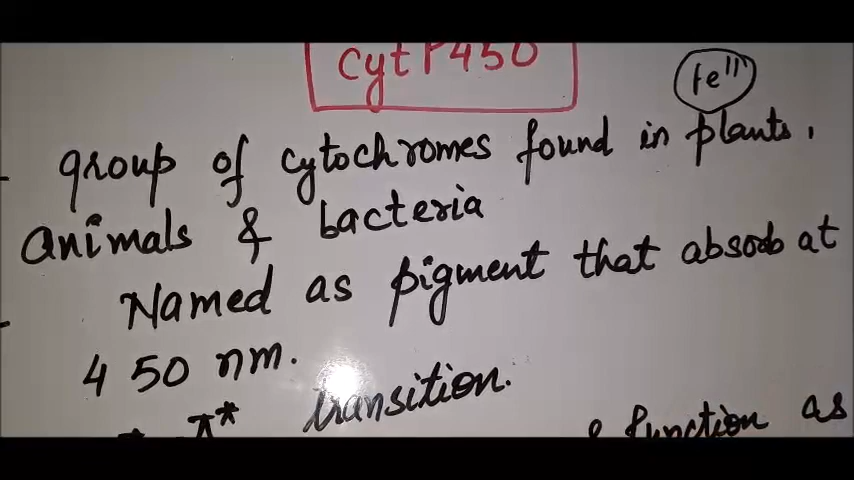 Cyt P450
Fe'''
- group of cytochromes found in plants,
animals & bacteria
- Named as pigment that absorb at
450 nm.
π* transition.
& function as